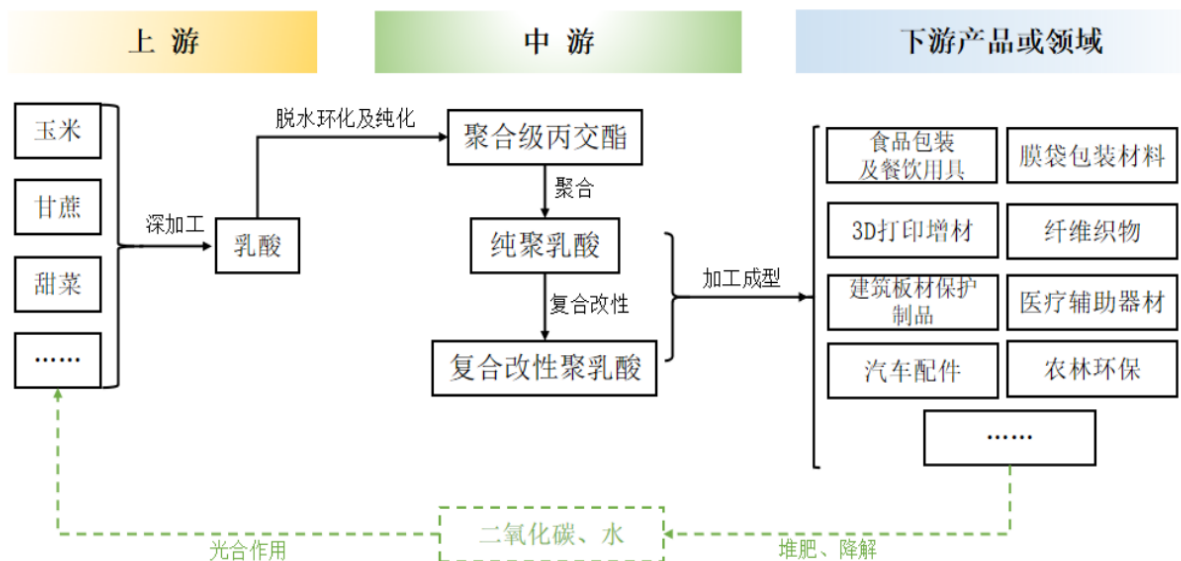 上 游
中 游
下游产品或领域
玉米
甘蔗
甜菜
……
深加工
乳酸
脱水环化及纯化
聚合级丙交酯
聚合
纯聚乳酸
复合改性
复合改性聚乳酸
加工成型
食品包装
及餐饮用具
膜袋包装材料
3D打印增材
纤维织物
建筑板材保护
制品
医疗辅助器材
汽车配件
农林环保
……
二氧化碳、水
光合作用
堆肥、降解